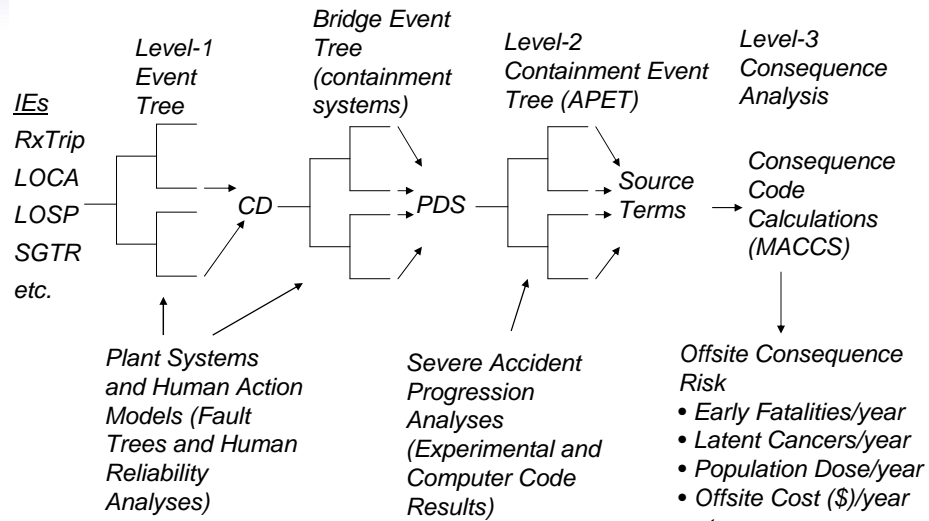 Level-1
Event
Tree
Bridge Event
Tree
(containment
systems)
Level-2
Containment Event
Tree (APET)
Level-3
Consequence
Analysis
IEs
RxTrip
LOCA
LOSP
SGTR
etc.
CD
PDS
Source
Terms
Consequence
Code
Calculations
(MACCS)
Plant Systems
and Human Action
Models (Fault
Trees and Human
Reliability
Analyses)
Severe Accident
Progression
Analyses
(Experimental and
Computer Code
Results)
Offsite Consequence
Risk
• Early Fatalities/year
• Latent Cancers/year
• Population Dose/year
• Offsite Cost ($)/year